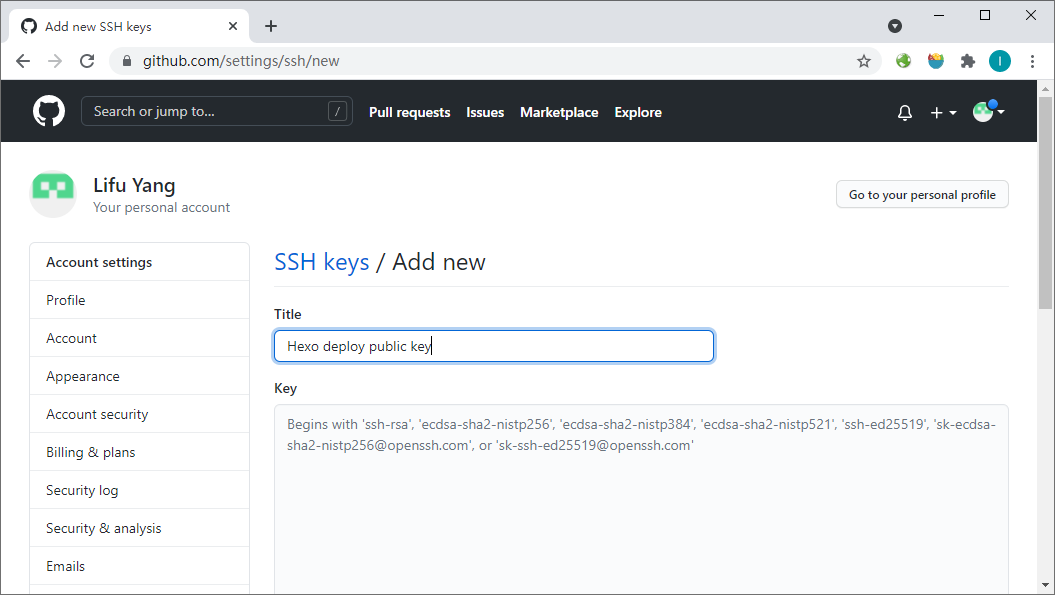 Add new SSH keys
github.com/settings/ssh/new
I
Search or jump to... /
Pull requests Issues Marketplace Explore
Lifu Yang
Your personal account
Go to your personal profile
Account settings
Profile
Account
Appearance
Account security
Billing & plans
Security log
Security & analysis
Emails
SSH keys / Add new
Title
Hexo deploy public key
Key
Begins with 'ssh-rsa', 'ecdsa-sha2-nistp256', 'ecdsa-sha2-nistp384', 'ecdsa-sha2-nistp521', 'ssh-ed25519', 'sk-ecdsa-
sha2-nistp256@openssh.com', or 'sk-ssh-ed25519@openssh.com'